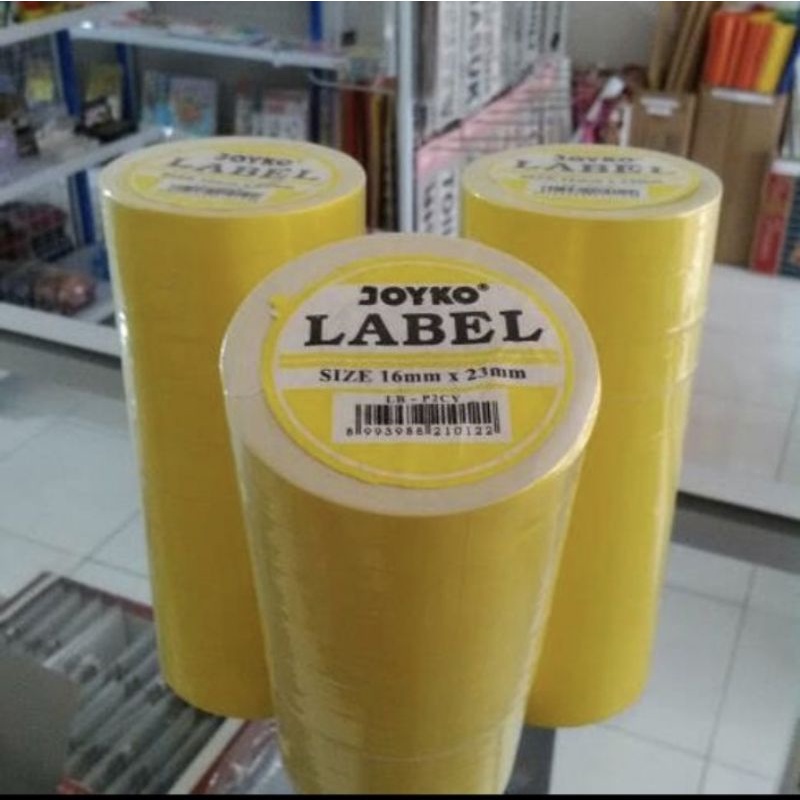 JOYKO
LABEL
JOYKO
LABEL
JOYKO®
LABEL
SIZE 16mm x 23mm
LB - P2CY
8 993988 210122